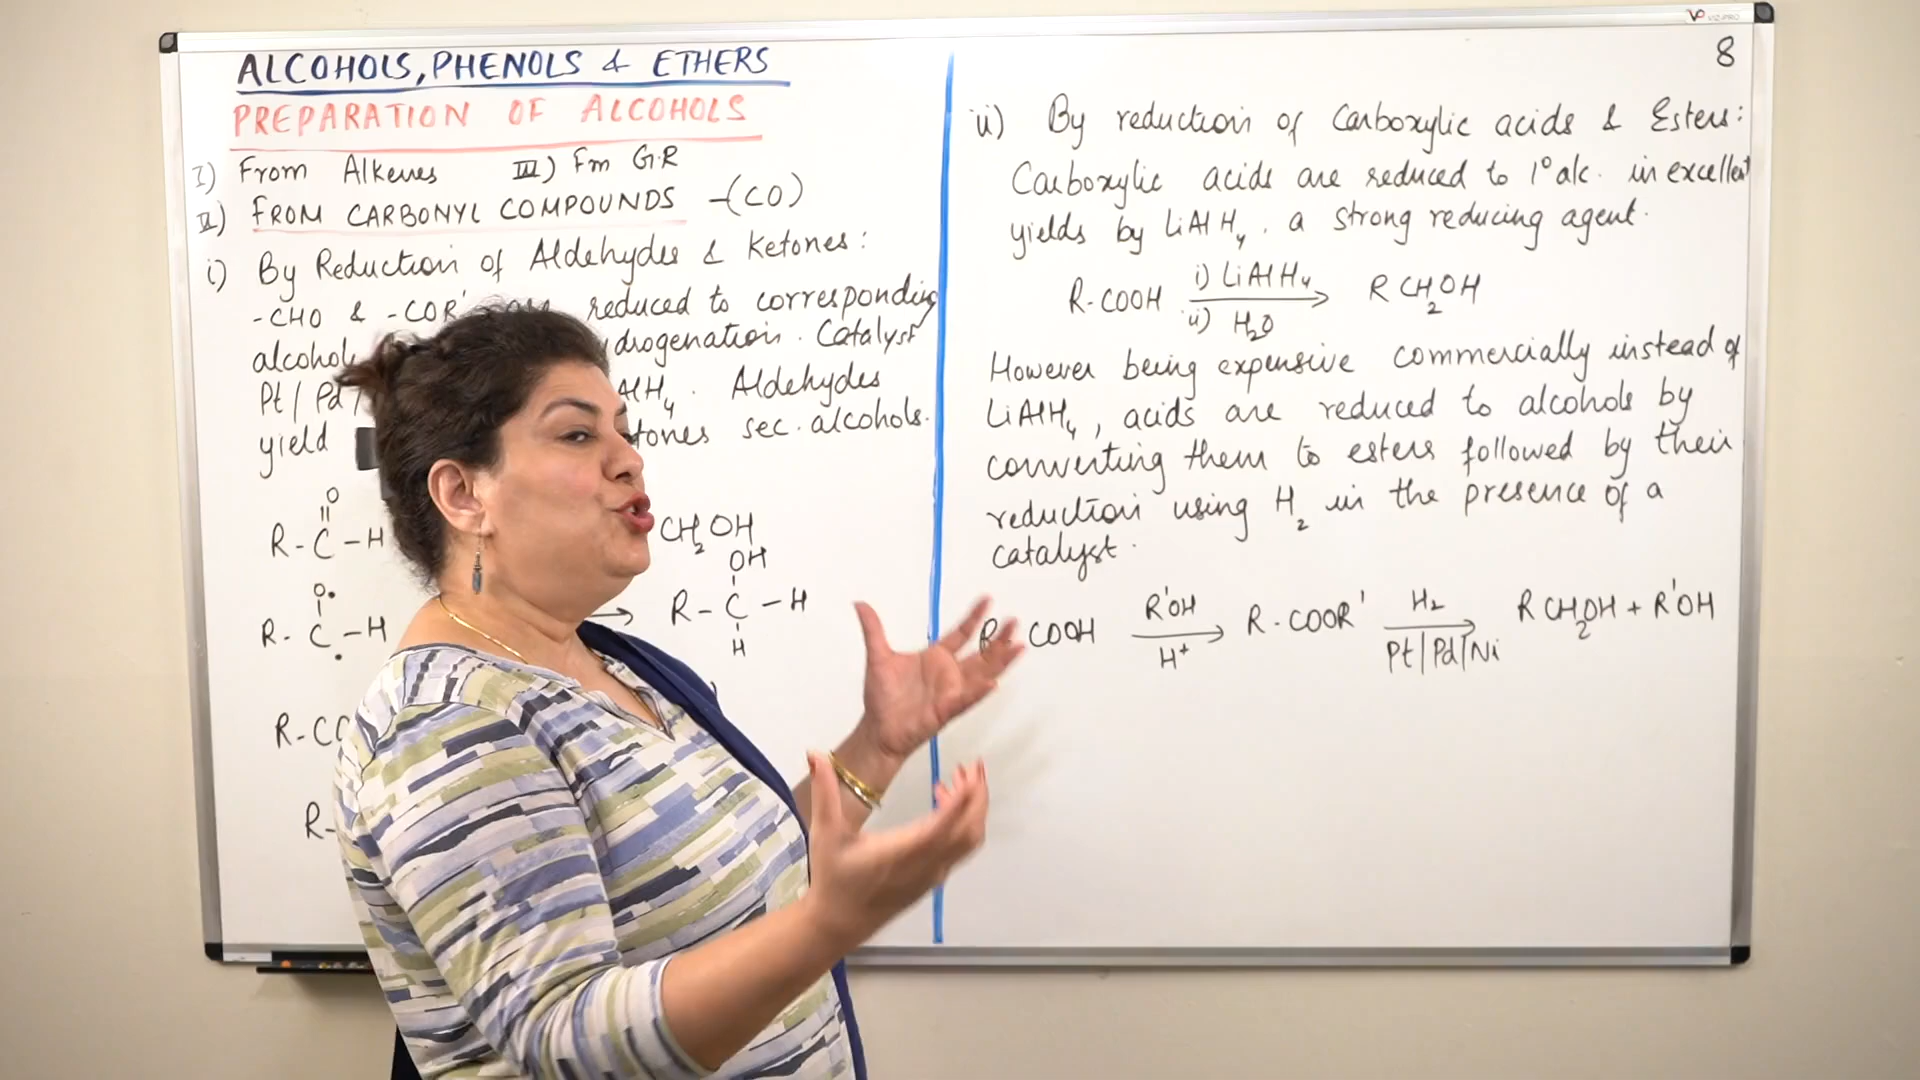 VIZ-PRO
8
ALCOHOLS, PHENOLS & ETHERS
PREPARATION OF ALCOHOLS
I) From Alkenes III) Fm G.R
II) FROM CARBONYL COMPOUNDS -(CO)
i) By Reduction of Aldehydes & Ketones:
-CHO & -COR' reduced to corresponding
alcohol drogenation. Catalyst
Pt / Pd / AlH4. Aldehydes
yield tones sec. alcohols.
O
R - C - H CH2OH
OH
O
R - C - H → R - C - H
H
R - C
R -
ii) By reduction of Carboxylic acids & Esters:
Carboxylic acids are reduced to 1° alc. in excellent
yields by LiAlH4, a strong reducing agent.
R-COOH i) LiAlH4 ii) H2O → RCH2OH
However being expensive commercially instead of
LiAlH4, acids are reduced to alcohols by
converting them to esters followed by their
reduction using H2 in the presence of a
catalyst.
R - COOH R'OH H+ → R - COOR' H2 Pt|Pd|Ni → RCH2OH + R'OH